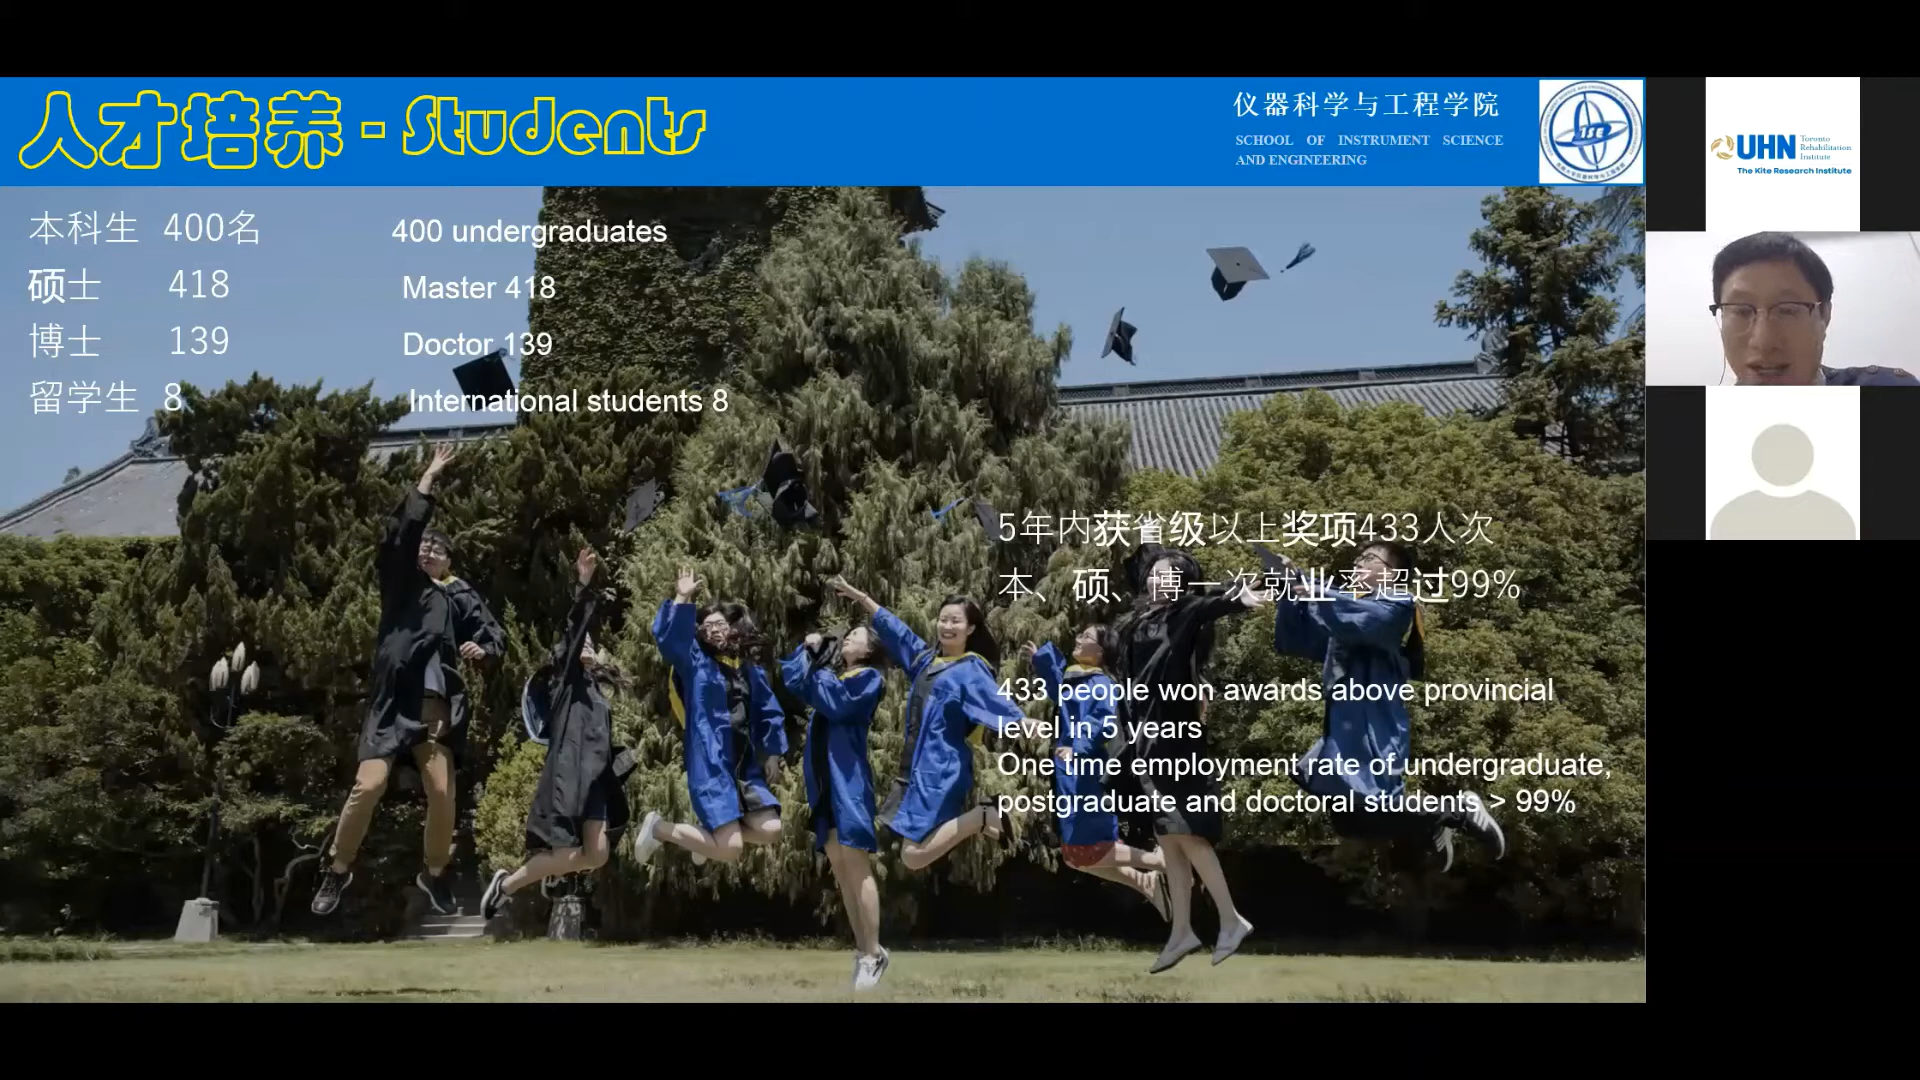 人才培养 - Students
仪器科学与工程学院
SCHOOL OF INSTRUMENT SCIENCE
AND ENGINEERING
ISE
本科生 400名
400 undergraduates
硕士 418
Master 418
博士 139
Doctor 139
留学生 8
International students 8
5年内获省级以上奖项433人次
本、硕、博一次就业率超过99%
433 people won awards above provincial
level in 5 years
One time employment rate of undergraduate,
postgraduate and doctoral students > 99%
UHN
Toronto
Rehabilitation
Institute
The Kite Research Institute